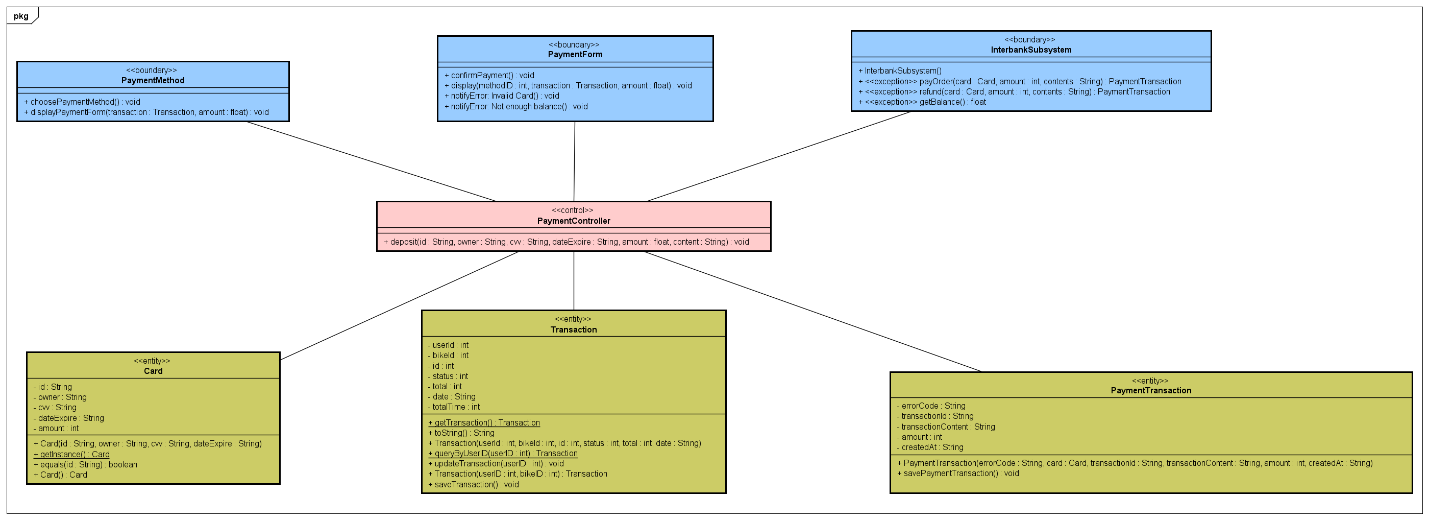 pkg
<<boundary>>
PaymentMethod
+ choosePaymentMethod() : void
+ displayPaymentForm(transaction : Transaction, amount : float) : void
<<boundary>>
PaymentForm
+ confirmPayment() : void
+ display(methodID : int, transaction : Transaction, amount : float) : void
+ notifyError: Invalid Card() : void
+ notifyError: Not enough balance() : void
<<boundary>>
InterbankSubsystem
+ InterbankSubsystem()
+ <<exception>> payOrder(card : Card, amount : int, contents : String) : PaymentTransaction
+ <<exception>> refund(card : Card, amount : int, contents : String) : PaymentTransaction
+ <<exception>> getBalance() : float
<<control>>
PaymentController
+ deposit(id : String, owner : String, cvv : String, dateExpire : String, amount : float, content : String) : void
<<entity>>
Card
- id : String
- owner : String
- cvv : String
- dateExpire : String
- amount : int
+ Card(id : String, owner : String, cvv : String, dateExpire : String)
+ getInstance() : Card
+ equals(id : String) : boolean
+ Card() : Card
<<entity>>
Transaction
- userId : int
- bikeId : int
- id : int
- status : int
- total : int
- date : String
- totalTime : int
+ getTransaction() : Transaction
+ toString() : String
+ Transaction(userId : int, bikeId : int, id : int, status : int, total : int, date : String)
+ queryByUserID(userID : int) : Transaction
+ updateTransaction(userID : int) : void
+ Transaction(userID : int, bikeID : int) : Transaction
+ saveTransaction() : void
<<entity>>
PaymentTransaction
- errorCode : String
- transactionId : String
- transactionContent : String
- amount : int
- createdAt : String
+ PaymentTransaction(errorCode : String, card : Card, transactionId : String, transactionContent : String, amount : int, createdAt : String)
+ savePaymentTransaction() : void